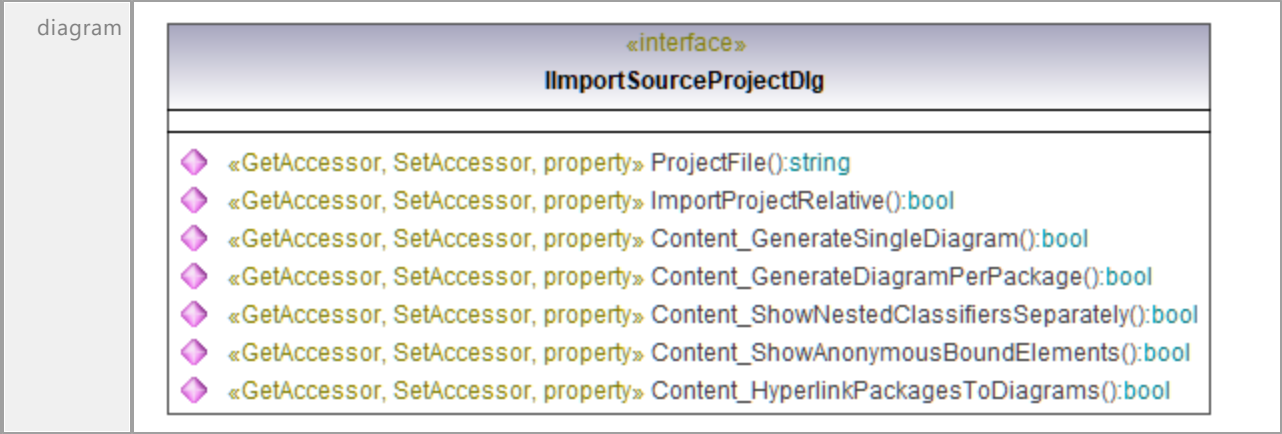 diagram
«interface»
IImportSourceProjectDlg
«GetAccessor, SetAccessor, property» ProjectFile():string
«GetAccessor, SetAccessor, property» ImportProjectRelative():bool
«GetAccessor, SetAccessor, property» Content_GenerateSingleDiagram():bool
«GetAccessor, SetAccessor, property» Content_GenerateDiagramPerPackage():bool
«GetAccessor, SetAccessor, property» Content_ShowNestedClassifiersSeparately():bool
«GetAccessor, SetAccessor, property» Content_ShowAnonymousBoundElements():bool
«GetAccessor, SetAccessor, property» Content_HyperlinkPackagesToDiagrams():bool